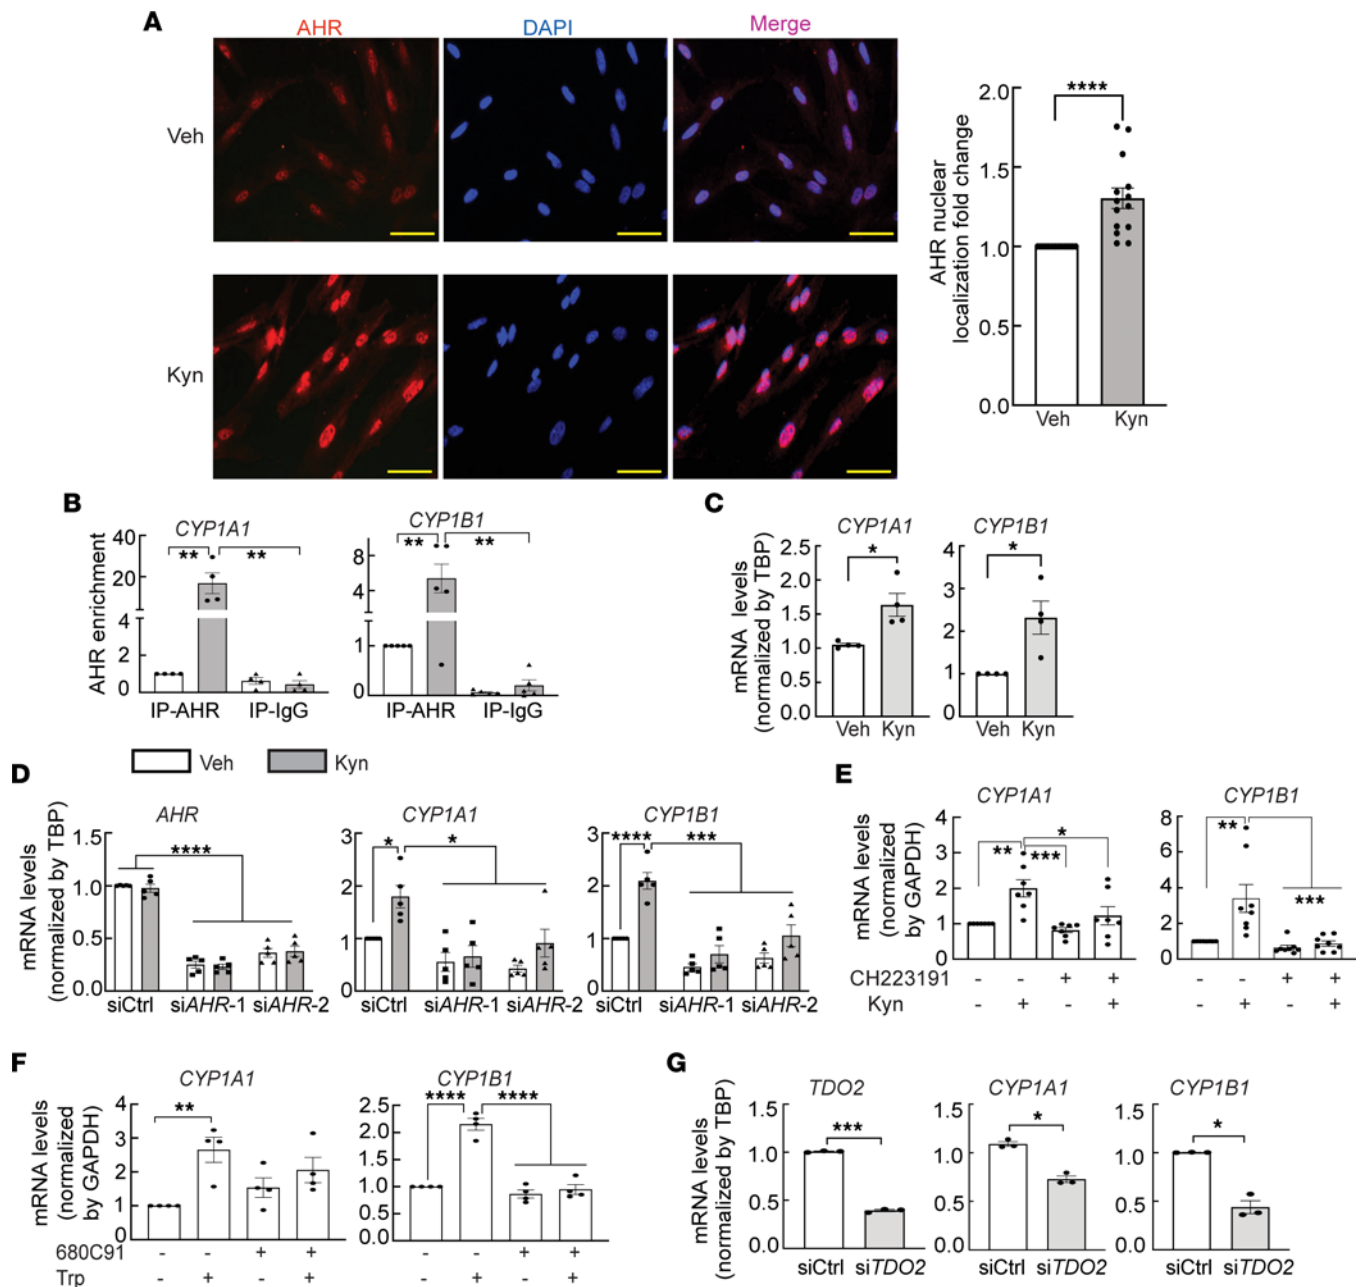 A
AHR
DAPI
Merge
Veh
Kyn
****
AHR nuclear
localization fold change
2.0
1.5
1.0
0.5
0.0
Veh Kyn
B
CYP1A1
CYP1B1
AHR enrichment
40
20
0
4
2
0
** **
8
4
1
0
** **
IP-AHR IP-IgG
IP-AHR IP-IgG
Veh Kyn
C
CYP1A1
CYP1B1
mRNA levels
(normalized by TBP)
2.5
2.0
1.5
1.0
0.5
0.0
*
4
3
2
1
0
*
Veh Kyn
Veh Kyn
D
AHR
CYP1A1
CYP1B1
mRNA levels
(normalized by TBP)
1.5
1.0
0.5
0
****
3
2
1
0
* *
3
2
1
0
**** ***
siCtrl siAHR-1 siAHR-2
siCtrl siAHR-1 siAHR-2
siCtrl siAHR-1 siAHR-2
E
CYP1A1
CYP1B1
mRNA levels
(normalized
by GAPDH)
4
3
2
1
0
** *** *
8
6
4
2
0
** ***
CH223191 - - + + - - + +
Kyn - + - + - + - +
F
CYP1A1
CYP1B1
mRNA levels
(normalized
by GAPDH)
4
3
2
1
0
**
2.5
2.0
1.5
1.0
0.5
0
**** ****
680C91 - - + + - - + +
Trp - + - + - + - +
G
TDO2
CYP1A1
CYP1B1
mRNA levels
(normalized by TBP)
1.5
1.0
0.5
0
***
1.5
1.0
0.5
0.0
*
1.5
1.0
0.5
0
*
siCtrl siTDO2
siCtrl siTDO2
siCtrl siTDO2